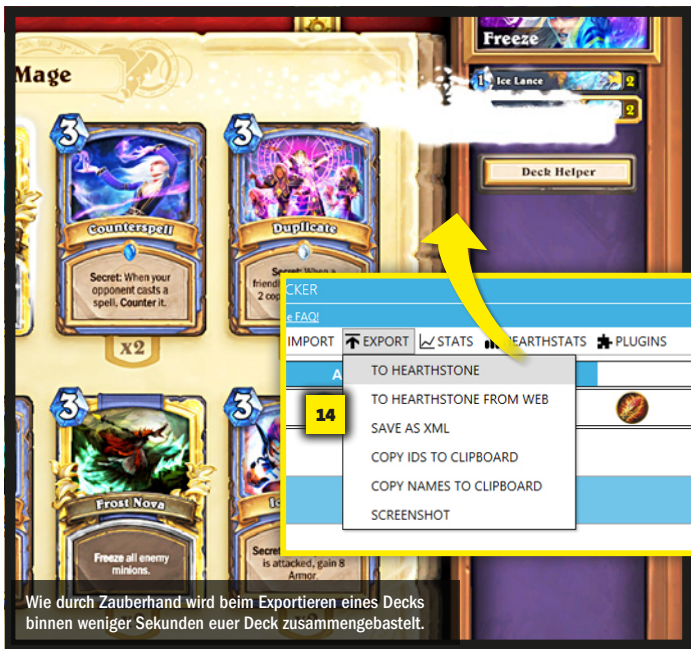 Mage
Freeze
1 Ice Lance 2
2
Deck Helper
3
Counterspell
Secret: When your
opponent casts a
spell, Counter it.
x2
3
Duplicate
Secret: When a
friend
2 cop
CKER
e FAQ!
IMPORT EXPORT STATS HEARTHSTATS PLUGINS
A
TO HEARTHSTONE
TO HEARTHSTONE FROM WEB
SAVE AS XML
COPY IDS TO CLIPBOARD
COPY NAMES TO CLIPBOARD
SCREENSHOT
14
3
Frost Nova
Freeze all enemy
minions.
3
Ic
Secret
is attacked, gain 8
Armor.
Wie durch Zauberhand wird beim Exportieren eines Decks
binnen weniger Sekunden euer Deck zusammengebastelt.